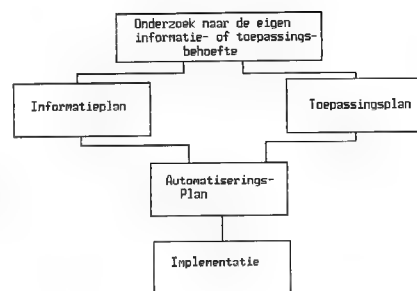 Onderzoek naar de eigen
informatie- of toepassings-
behoefte
Informatieplan
Toepassingsplan
Automatiserings-
Plan
Implementatie